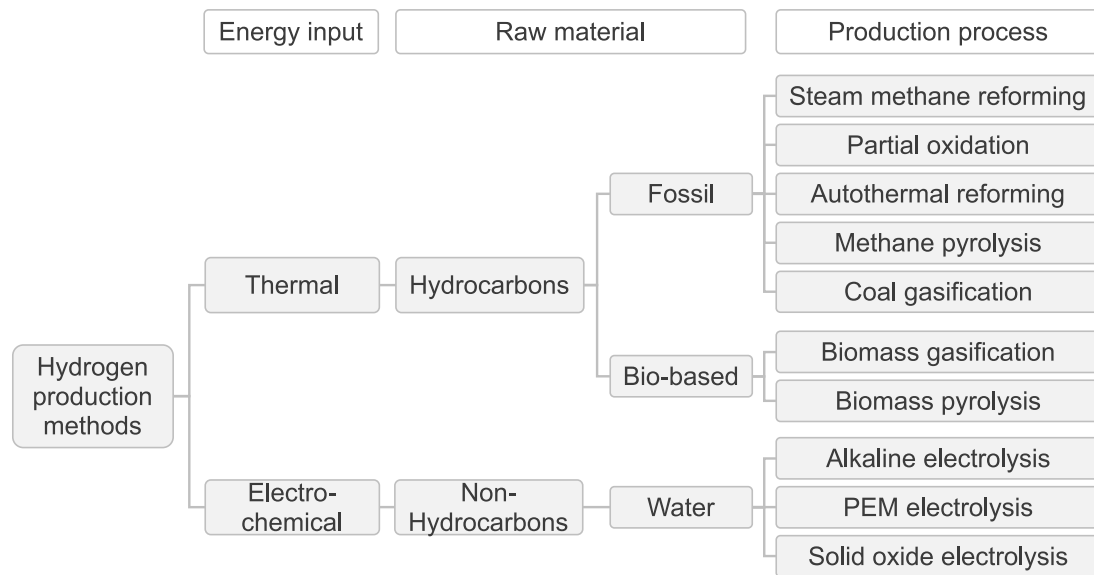 Energy input
Raw material
Production process
Steam methane reforming
Partial oxidation
Fossil
Autothermal reforming
Methane pyrolysis
Thermal
Hydrocarbons
Coal gasification
Hydrogen
production
methods
Biomass gasification
Bio-based
Biomass pyrolysis
Alkaline electrolysis
Electro-
chemical
Non-
Hydrocarbons
Water
PEM electrolysis
Solid oxide electrolysis